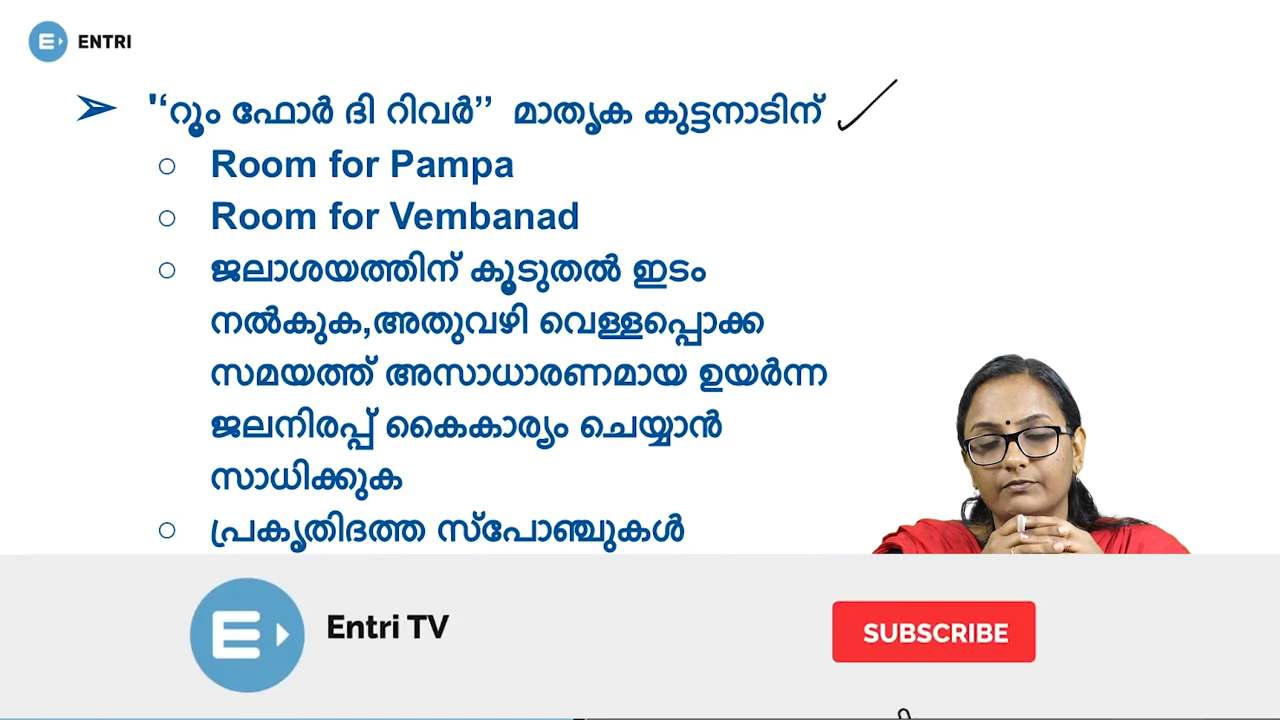 ENTRI
"“റൂം ഫോർ ദി റിവർ” മാതൃക കുട്ടനാടിന്
Room for Pampa
Room for Vembanad
ജലാശയത്തിന് കൂടുതൽ ഇടം
നൽകുക,അതുവഴി വെള്ളപ്പൊക്ക
സമയത്ത് അസാധാരണമായ ഉയർന്ന
ജലനിരപ്പ് കൈകാര്യം ചെയ്യാൻ
സാധിക്കുക
പ്രകൃതിദത്ത സ്പോഞ്ചുകൾ
Entri TV
SUBSCRIBE